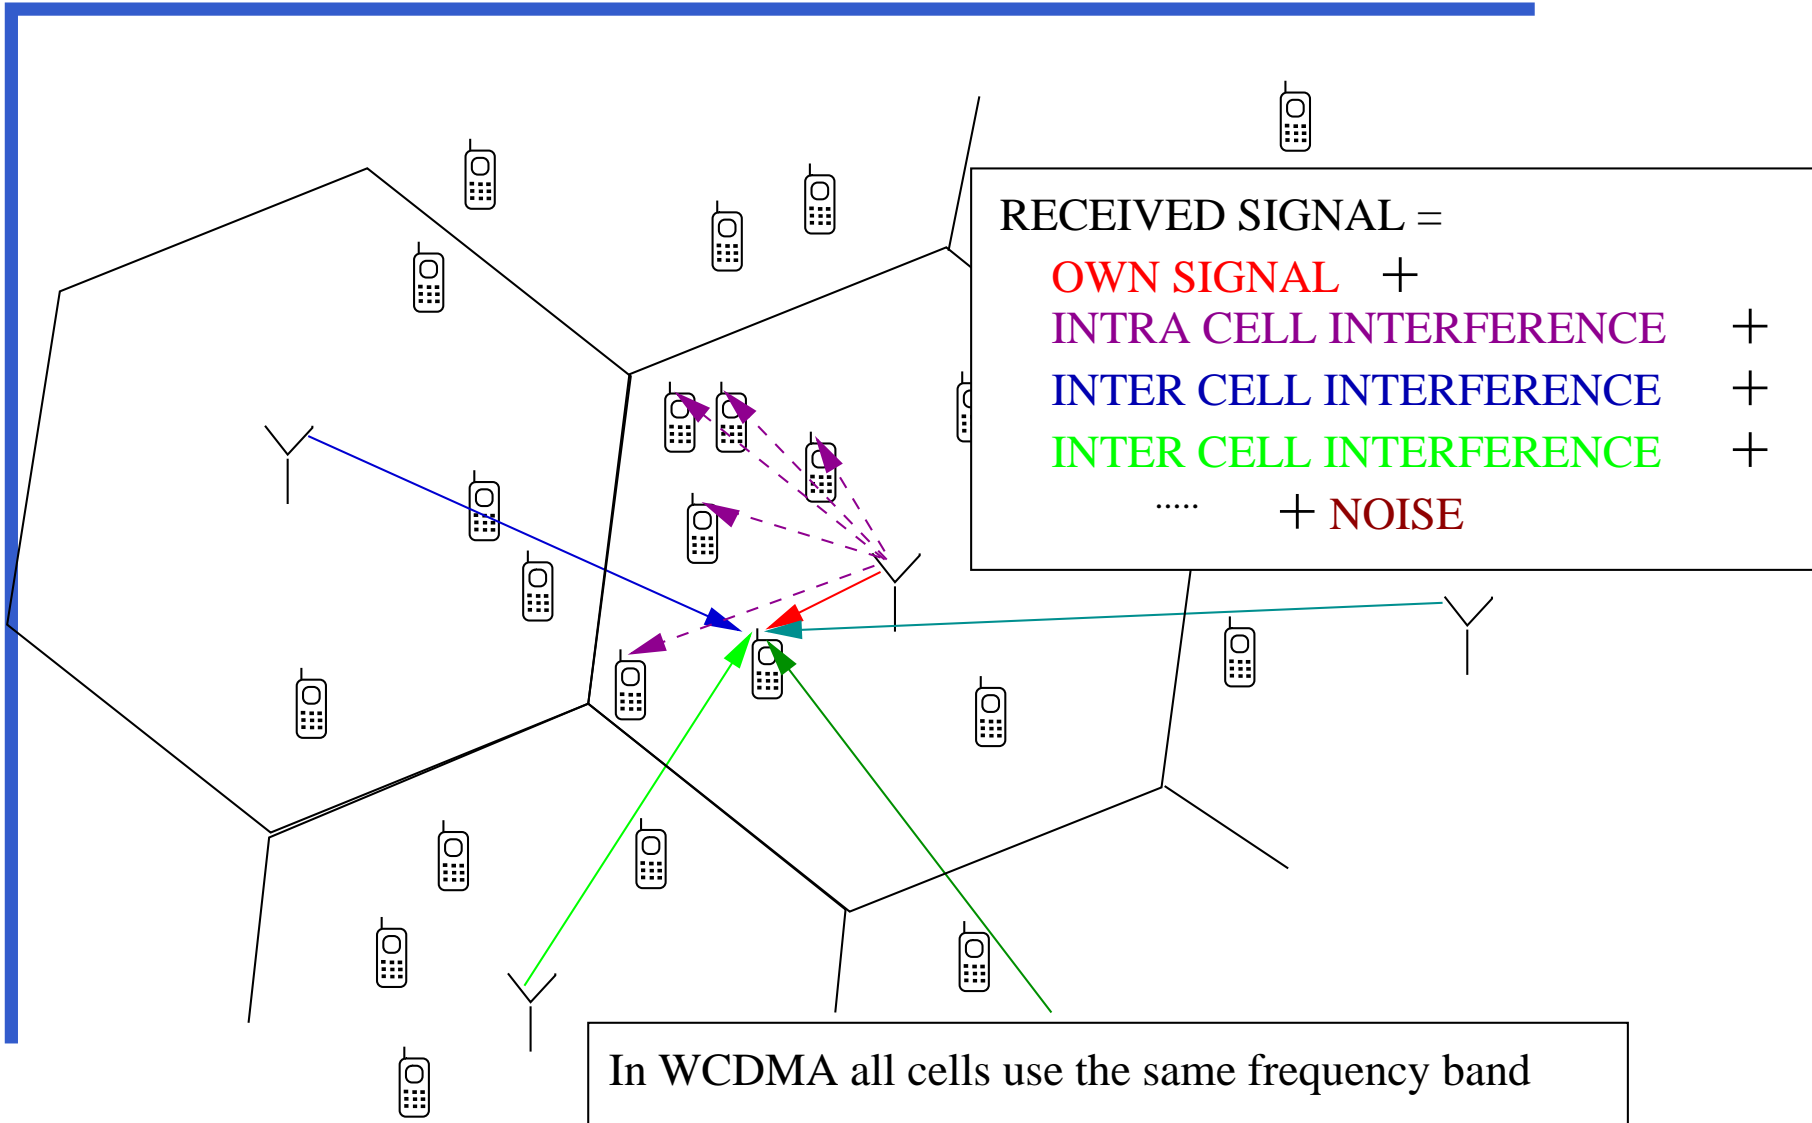 RECEIVED SIGNAL =
OWN SIGNAL +
INTRA CELL INTERFERENCE +
INTER CELL INTERFERENCE +
INTER CELL INTERFERENCE +
..... + NOISE
In WCDMA all cells use the same frequency band